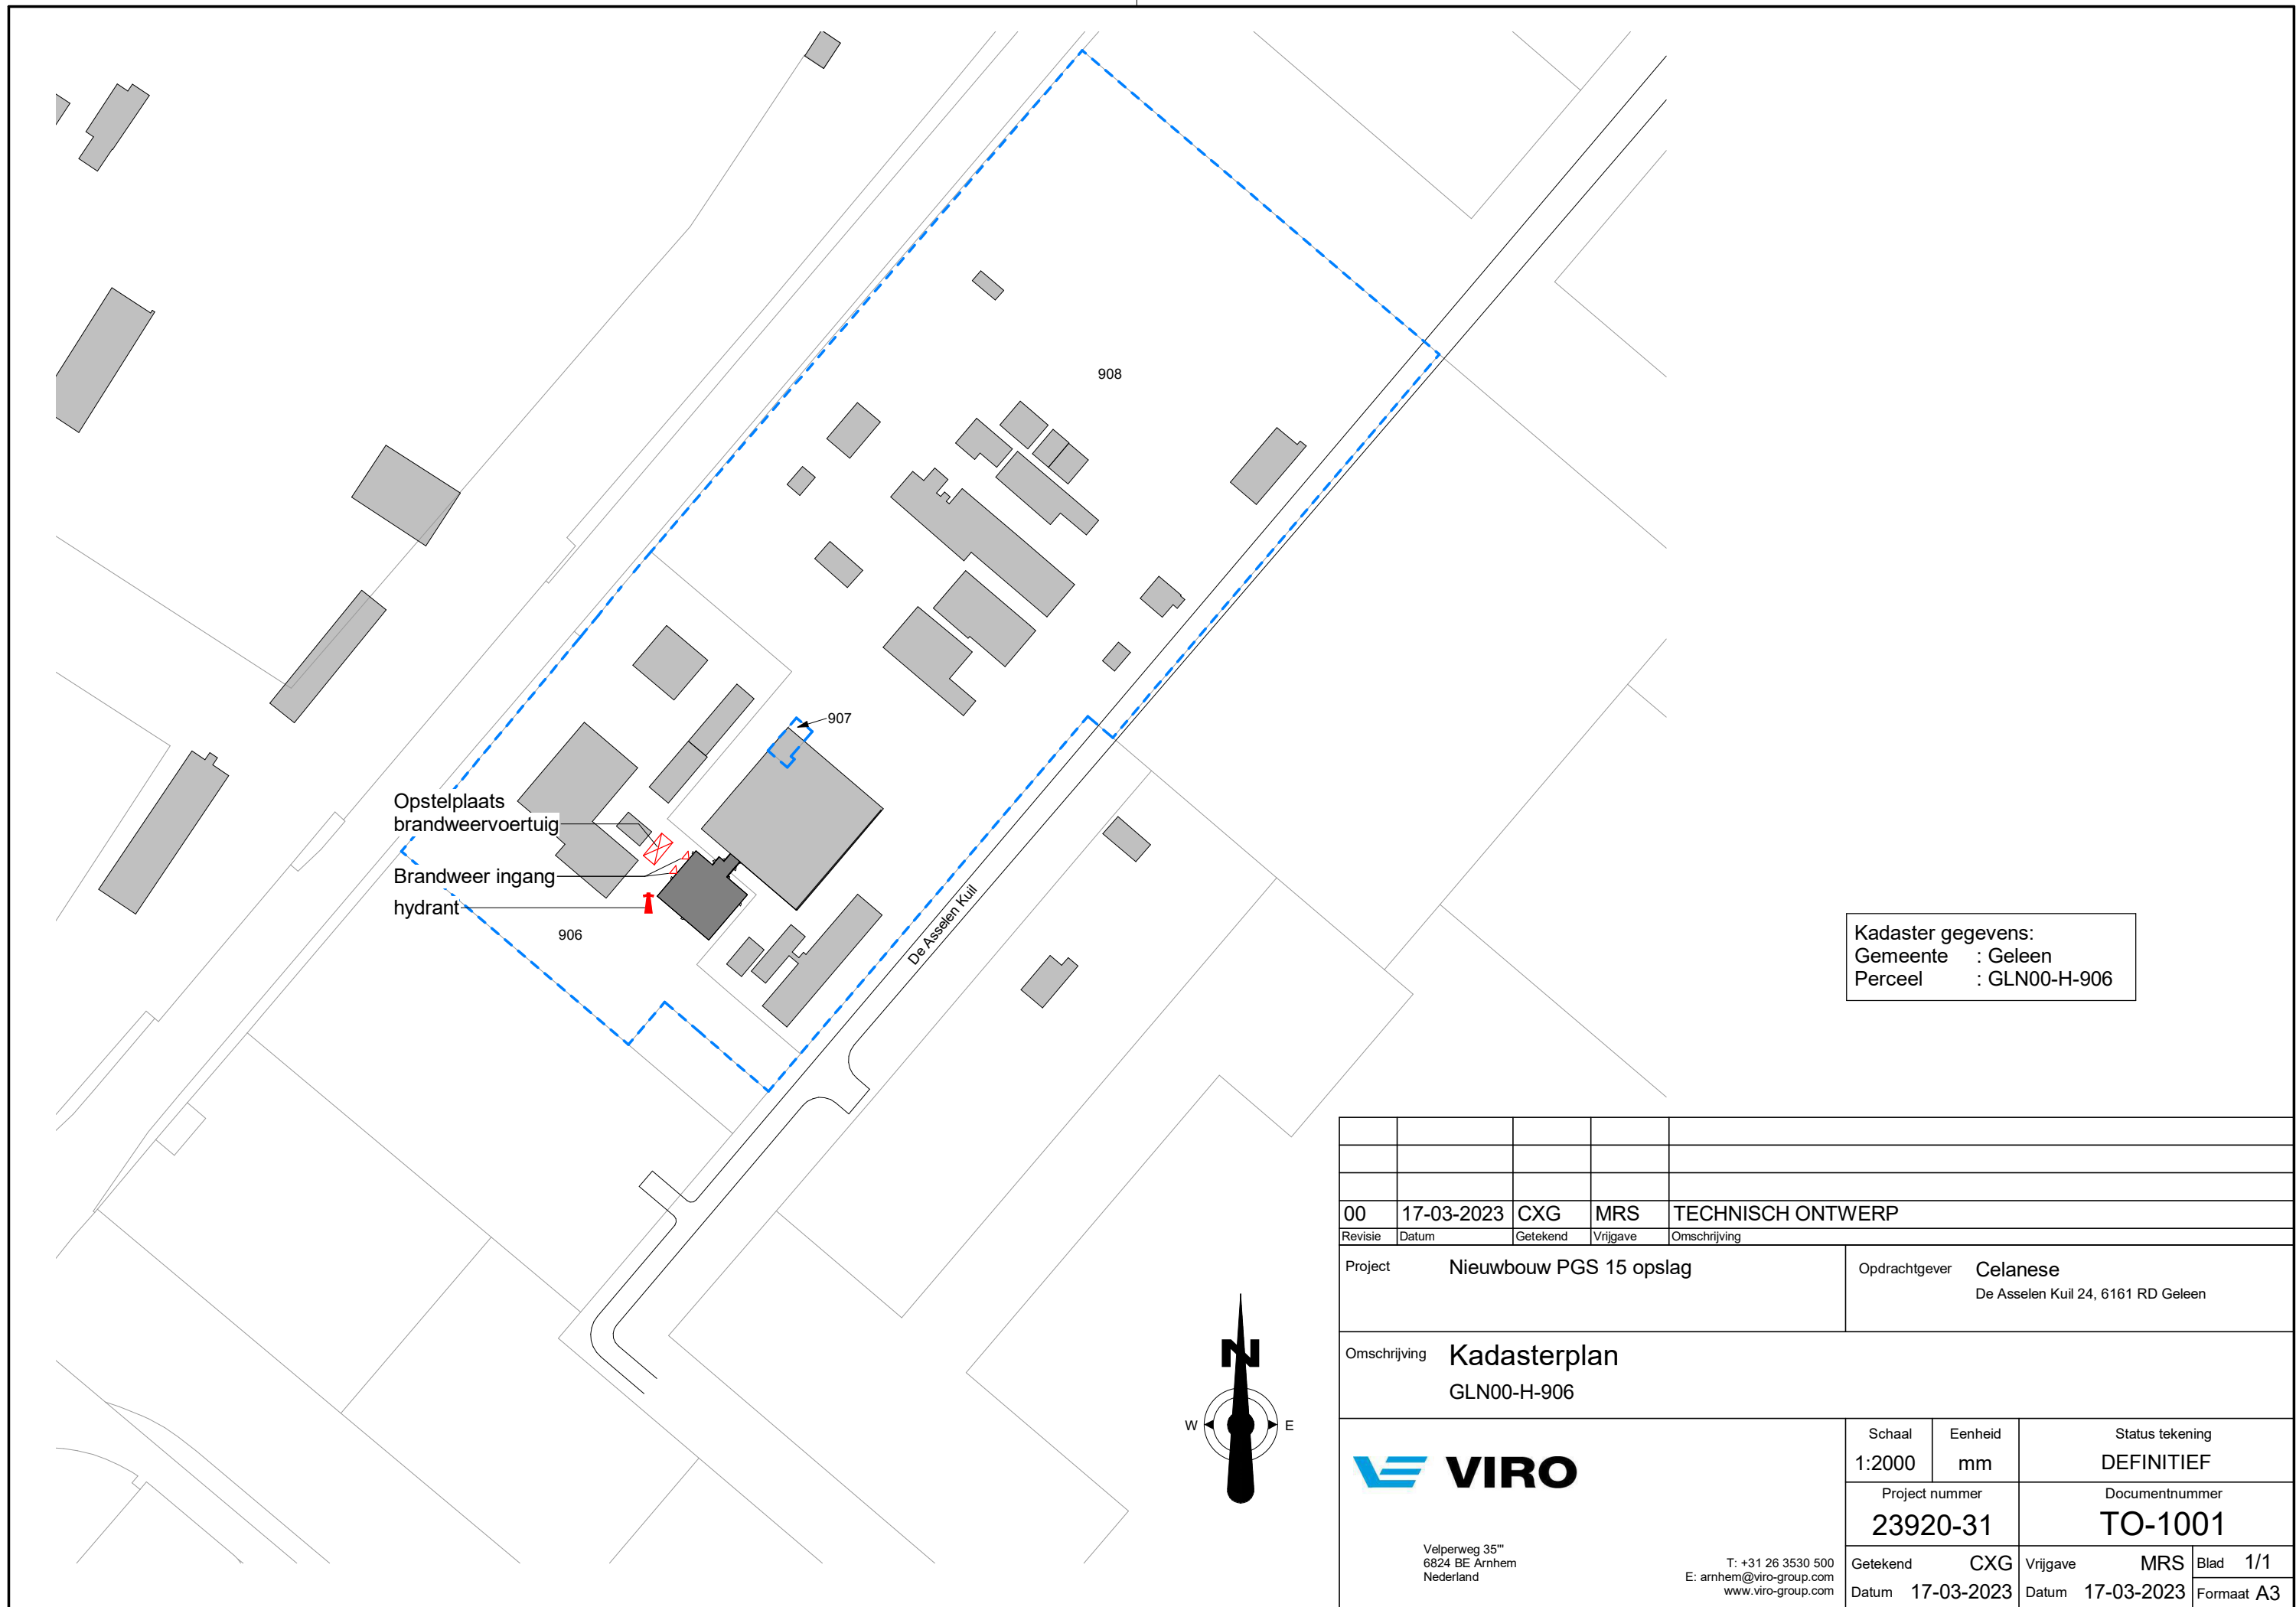 908
907
Opstelplaats
brandweervoertuig
Brandweer ingang
hydrant
906
De Asselen Kuil
Kadaster gegevens:
Gemeente : Geleen
Perceel : GLN00-H-906
00 17-03-2023 CXG MRS TECHNISCH ONTWERP
Revisie Datum Getekend Vrijgave Omschrijving
Project Nieuwbouw PGS 15 opslag
Opdrachtgever Celanese
De Asselen Kuil 24, 6161 RD Geleen
Omschrijving Kadasterplan
GLN00-H-906
N
W E
VIRO
Velperweg 35'''
6824 BE Arnhem
Nederland
T: +31 26 3530 500
E: arnhem@viro-group.com
www.viro-group.com
Schaal Eenheid Status tekening
1:2000 mm DEFINITIEF
Project nummer Documentnummer
23920-31 TO-1001
Getekend CXG Vrijgave MRS Blad 1/1
Datum 17-03-2023 Datum 17-03-2023 Formaat A3